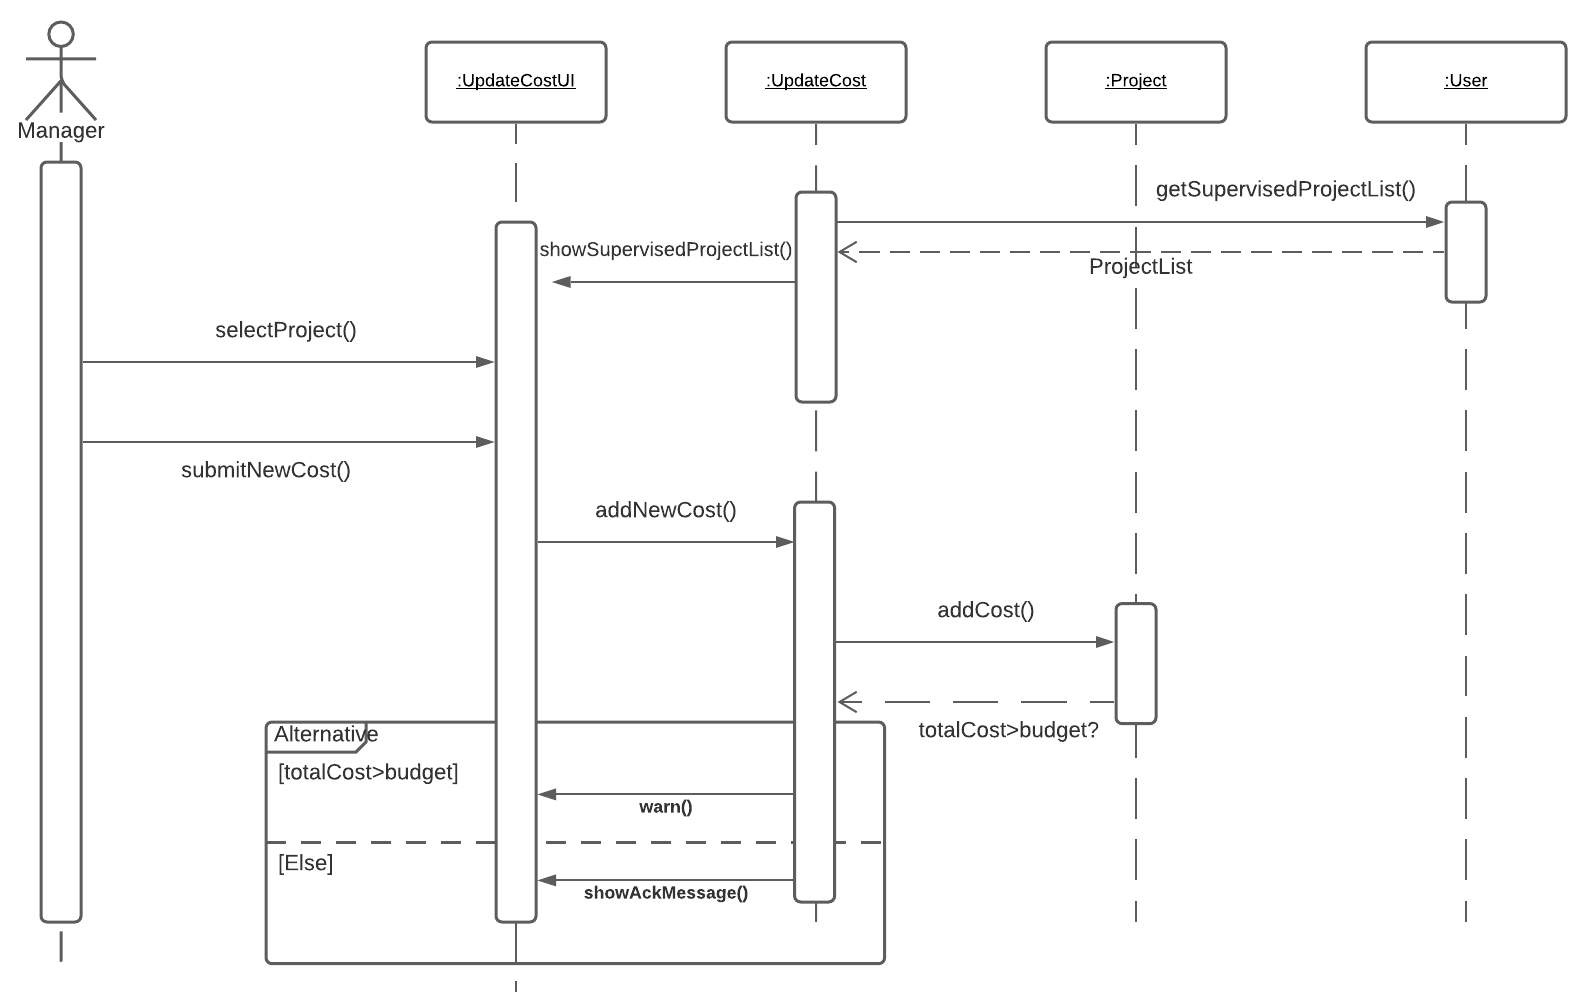 Manager
:UpdateCostUI
:UpdateCost
:Project
:User
getSupervisedProjectList()
showSupervisedProjectList()
ProjectList
selectProject()
submitNewCost()
addNewCost()
addCost()
totalCost>budget?
Alternative
[totalCost>budget]
warn()
[Else]
showAckMessage()